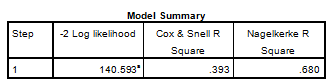 Model Summary
Step -2 Log likelihood Cox & Snell R Square Nagelkerke R Square
1 140.593a .393 .680